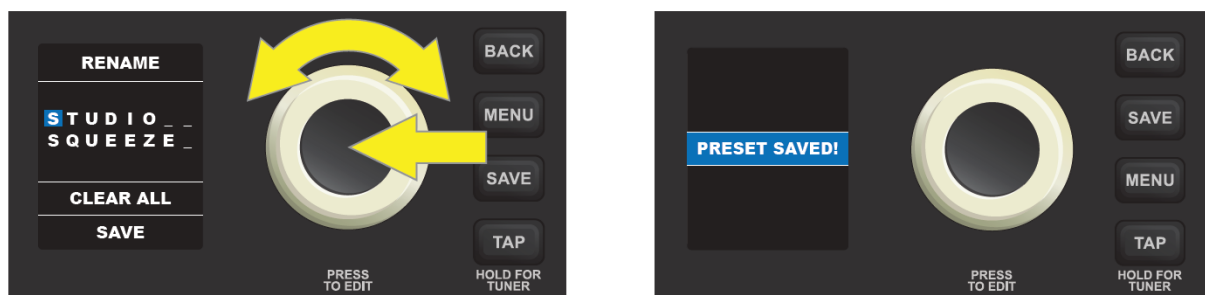 RENAME
STUDIO__
SQUEEZE_
CLEAR ALL
SAVE
BACK
MENU
SAVE
TAP
PRESS
TO EDIT
HOLD FOR
TUNER
PRESET SAVED!
BACK
SAVE
MENU
TAP
PRESS
TO EDIT
HOLD FOR
TUNER